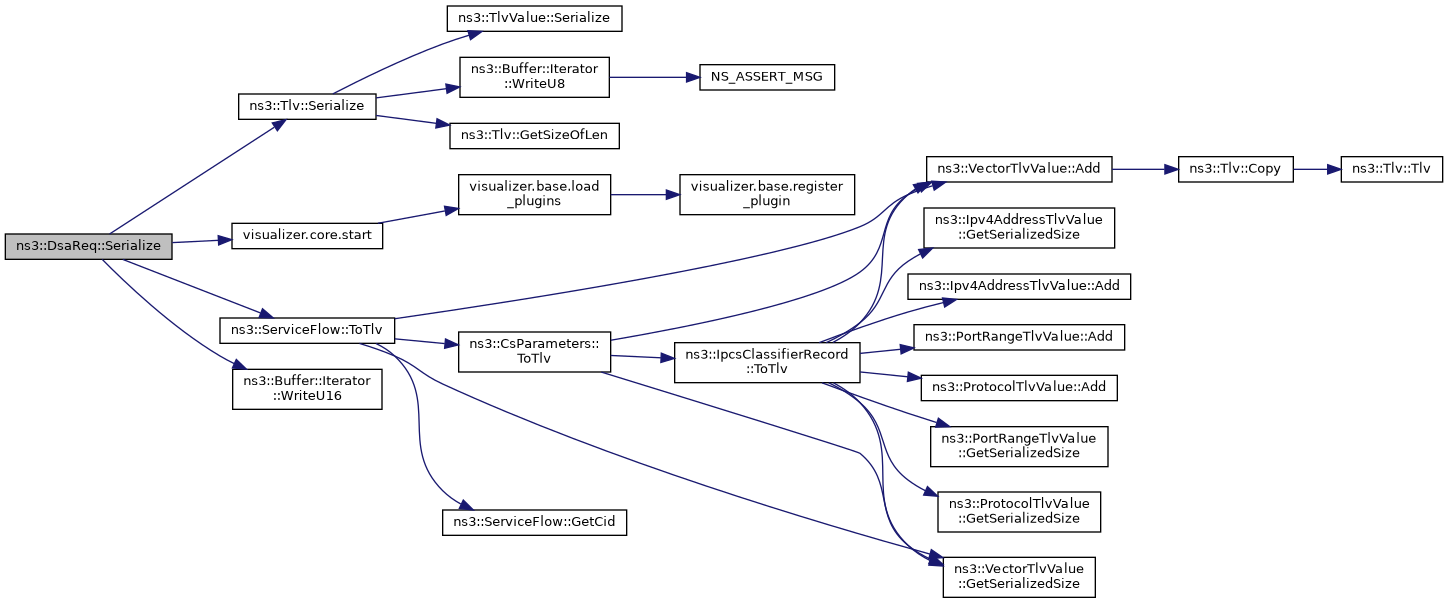 ns3::TlvValue::Serialize
ns3::Buffer::Iterator
::WriteU8
NS_ASSERT_MSG
ns3::Tlv::Serialize
ns3::Tlv::GetSizeOfLen
ns3::VectorTlvValue::Add
ns3::Tlv::Copy
ns3::Tlv::Tlv
visualizer.base.load
_plugins
visualizer.base.register
_plugin
ns3::Ipv4AddressTlvValue
::GetSerializedSize
visualizer.core.start
ns3::DsaReq::Serialize
ns3::Ipv4AddressTlvValue::Add
ns3::ServiceFlow::ToTlv
ns3::CsParameters::
ToTlv
ns3::IpcsClassifierRecord
::ToTlv
ns3::PortRangeTlvValue::Add
ns3::Buffer::Iterator
::WriteU16
ns3::ProtocolTlvValue::Add
ns3::PortRangeTlvValue
::GetSerializedSize
ns3::ProtocolTlvValue
::GetSerializedSize
ns3::ServiceFlow::GetCid
ns3::VectorTlvValue
::GetSerializedSize